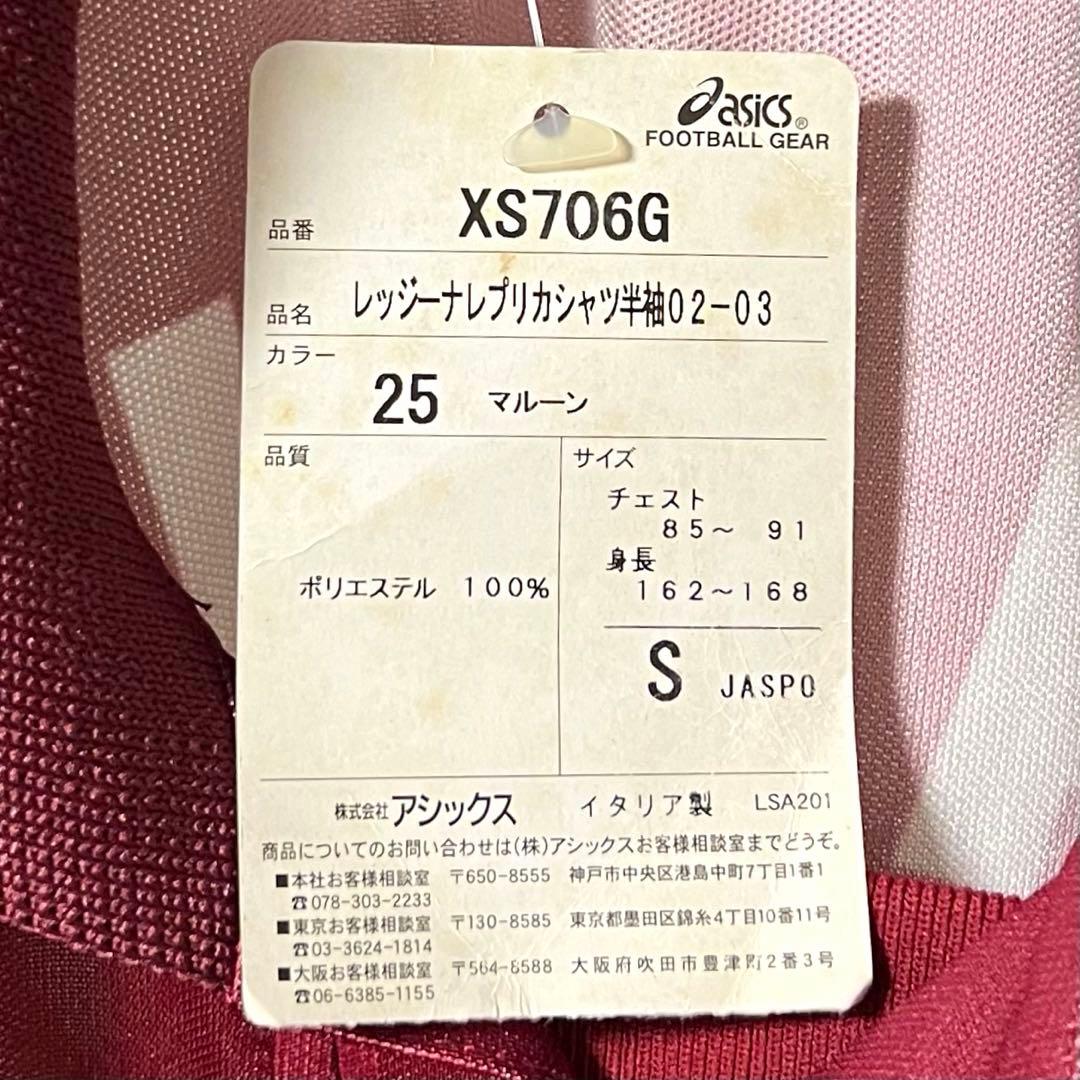 asics®
FOOTBALL GEAR
品番 XS706G
品名 レッジーナレプリカシャツ半袖02-03
カラー
25 マルーン
品質
ポリエステル 100%
サイズ
チェスト
85~ 91
身長
162~168
S JASPO
株式会社アシックス イタリア製 LSA201
商品についてのお問い合わせは(株)アシックスお客様相談室までどうぞ。
■本社お客様相談室 〒650-8555 神戸市中央区港島中町7丁目1番1
☎078-303-2233
■東京お客様相談室 〒130-8585 東京都墨田区錦糸4丁目10番11号
☎03-3624-1814
■大阪お客様相談室 〒564-8588 大阪府吹田市豊津町2番3号
☎06-6385-1155